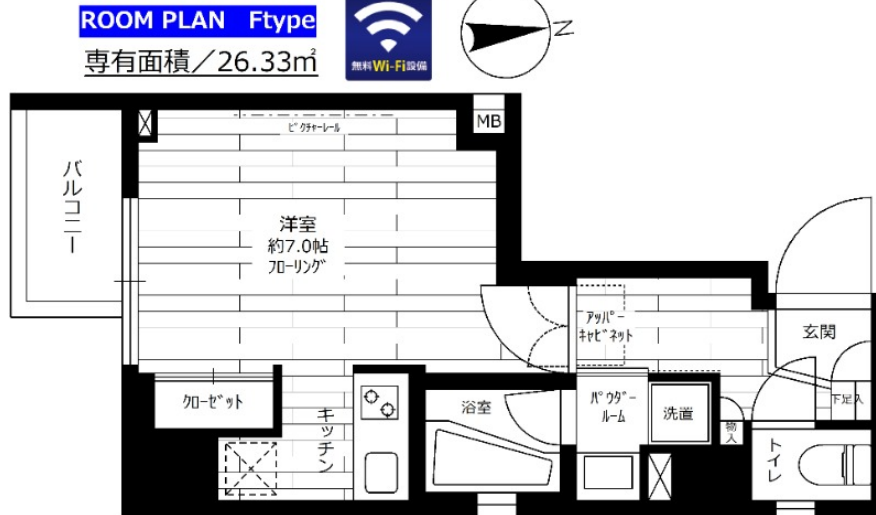 ROOM PLAN Ftype
専有面積／26.33㎡
無料Wi-Fi設備
N
MB
ﾋﾟｸﾁｬｰﾚｰﾙ
バルコニー
洋室
約7.0帖
ﾌﾛｰﾘﾝｸﾞ
ｱｯﾊﾟｰ
ｷｬﾋﾞﾈｯﾄ
玄関
下足入
ｸﾛｰｾﾞｯﾄ
キッチン
浴室
ﾊﾟｳﾀﾞｰ
ﾙｰﾑ
洗置
物入
トイレ